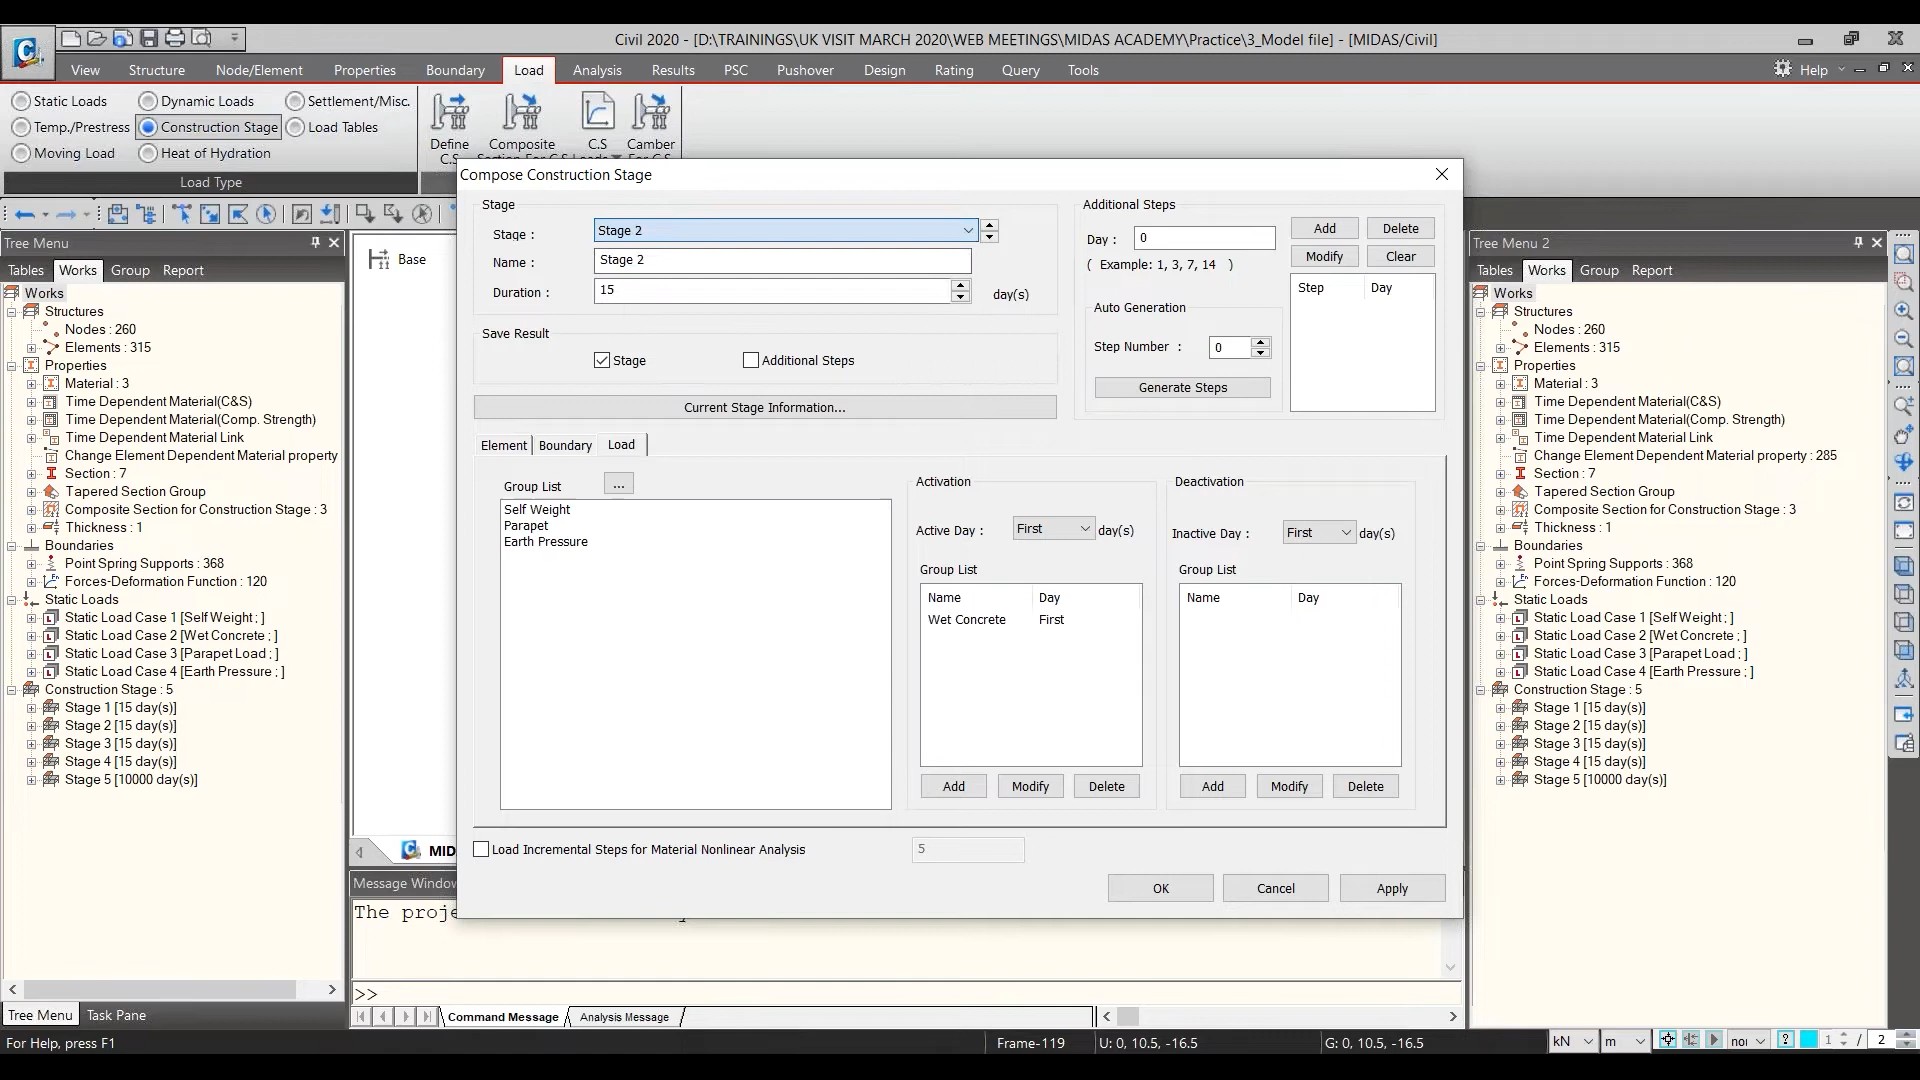 Civil 2020 - [D:\TRAININGS\UK VISIT MARCH 2020\WEB MEETINGS\MIDAS ACADEMY\Practice\3_Model file] - [MIDAS/Civil]
View Structure Node/Element Properties Boundary Load Analysis Results PSC Pushover Design Rating Query Tools Help
Static Loads Dynamic Loads Settlement/Misc.
Temp./Prestress Construction Stage Load Tables
Moving Load Heat of Hydration
Load Type
Define Composite C.S Camber
Compose Construction Stage
Stage
Stage : Stage 2
Name : Stage 2
Duration : 15 day(s)
Save Result
Stage Additional Steps
Current Stage Information...
Additional Steps
Day : 0
( Example: 1, 3, 7, 14 )
Add Delete
Modify Clear
Auto Generation
Step Number : 0
Generate Steps
Step Day
Element Boundary Load
Group List ...
Self Weight
Parapet
Earth Pressure
Activation
Active Day : First day(s)
Group List
Name Day
Wet Concrete First
Add Modify Delete
Deactivation
Inactive Day : First day(s)
Group List
Name Day
Add Modify Delete
Load Incremental Steps for Material Nonlinear Analysis 5
OK Cancel Apply
Tree Menu
Tables Works Group Report
Works
Structures
Nodes : 260
Elements : 315
Properties
Material : 3
Time Dependent Material(C&S)
Time Dependent Material(Comp. Strength)
Time Dependent Material Link
Change Element Dependent Material property
Section : 7
Tapered Section Group
Composite Section for Construction Stage : 3
Thickness : 1
Boundaries
Point Spring Supports : 368
Forces-Deformation Function : 120
Static Loads
Static Load Case 1 [Self Weight ; ]
Static Load Case 2 [Wet Concrete ; ]
Static Load Case 3 [Parapet Load ; ]
Static Load Case 4 [Earth Pressure ; ]
Construction Stage : 5
Stage 1 [15 day(s)]
Stage 2 [15 day(s)]
Stage 3 [15 day(s)]
Stage 4 [15 day(s)]
Stage 5 [10000 day(s)]
Tree Menu Task Pane
Base
MID
Message Window
The proje
>>
Command Message Analysis Message
Tree Menu 2
Tables Works Group Report
Works
Structures
Nodes : 260
Elements : 315
Properties
Material : 3
Time Dependent Material(C&S)
Time Dependent Material(Comp. Strength)
Time Dependent Material Link
Change Element Dependent Material property : 285
Section : 7
Tapered Section Group
Composite Section for Construction Stage : 3
Thickness : 1
Boundaries
Point Spring Supports : 368
Forces-Deformation Function : 120
Static Loads
Static Load Case 1 [Self Weight ; ]
Static Load Case 2 [Wet Concrete ; ]
Static Load Case 3 [Parapet Load ; ]
Static Load Case 4 [Earth Pressure ; ]
Construction Stage : 5
Stage 1 [15 day(s)]
Stage 2 [15 day(s)]
Stage 3 [15 day(s)]
Stage 4 [15 day(s)]
Stage 5 [10000 day(s)]
For Help, press F1 Frame-119 U: 0, 10.5, -16.5 G: 0, 10.5, -16.5 kN m nor 1 / 2